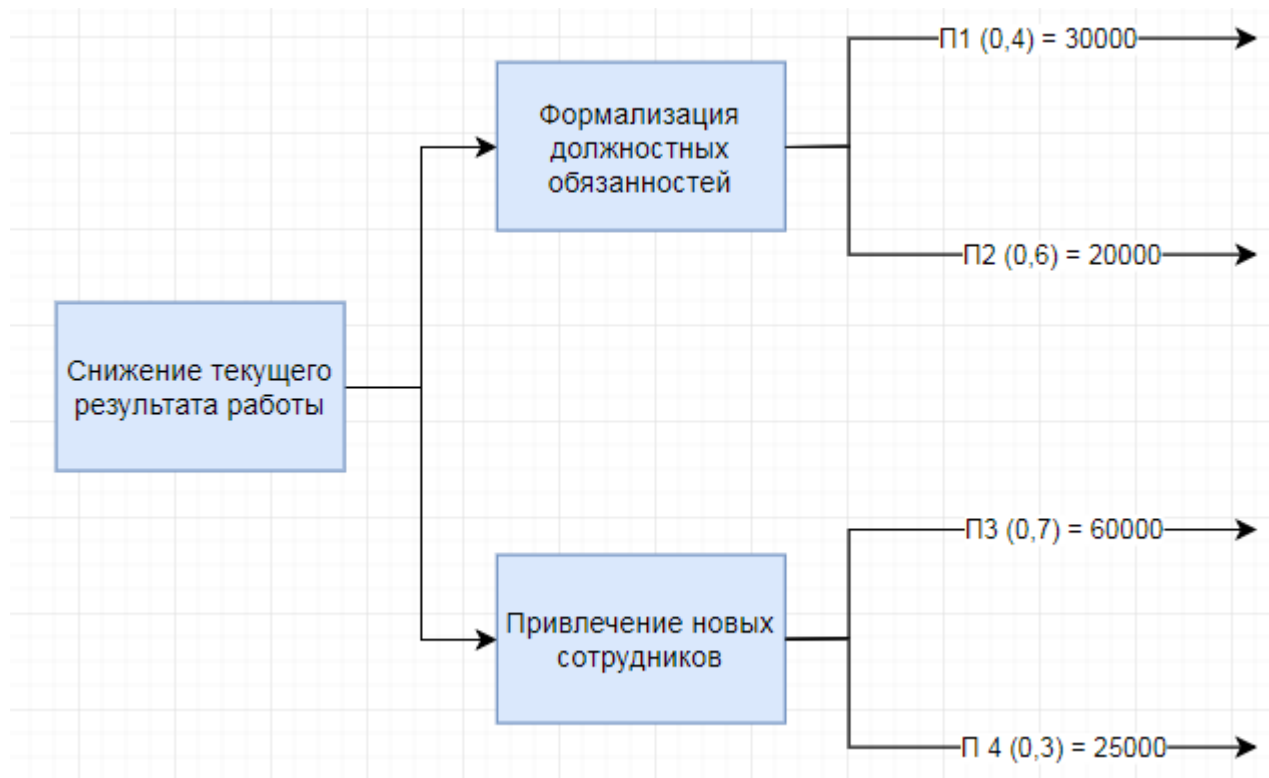 П1 (0,4) = 30000
Формализация
должностных
обязанностей
П2 (0,6) = 20000
Снижение текущего
результата работы
П3 (0,7) = 60000
Привлечение новых
сотрудников
П 4 (0,3) = 25000